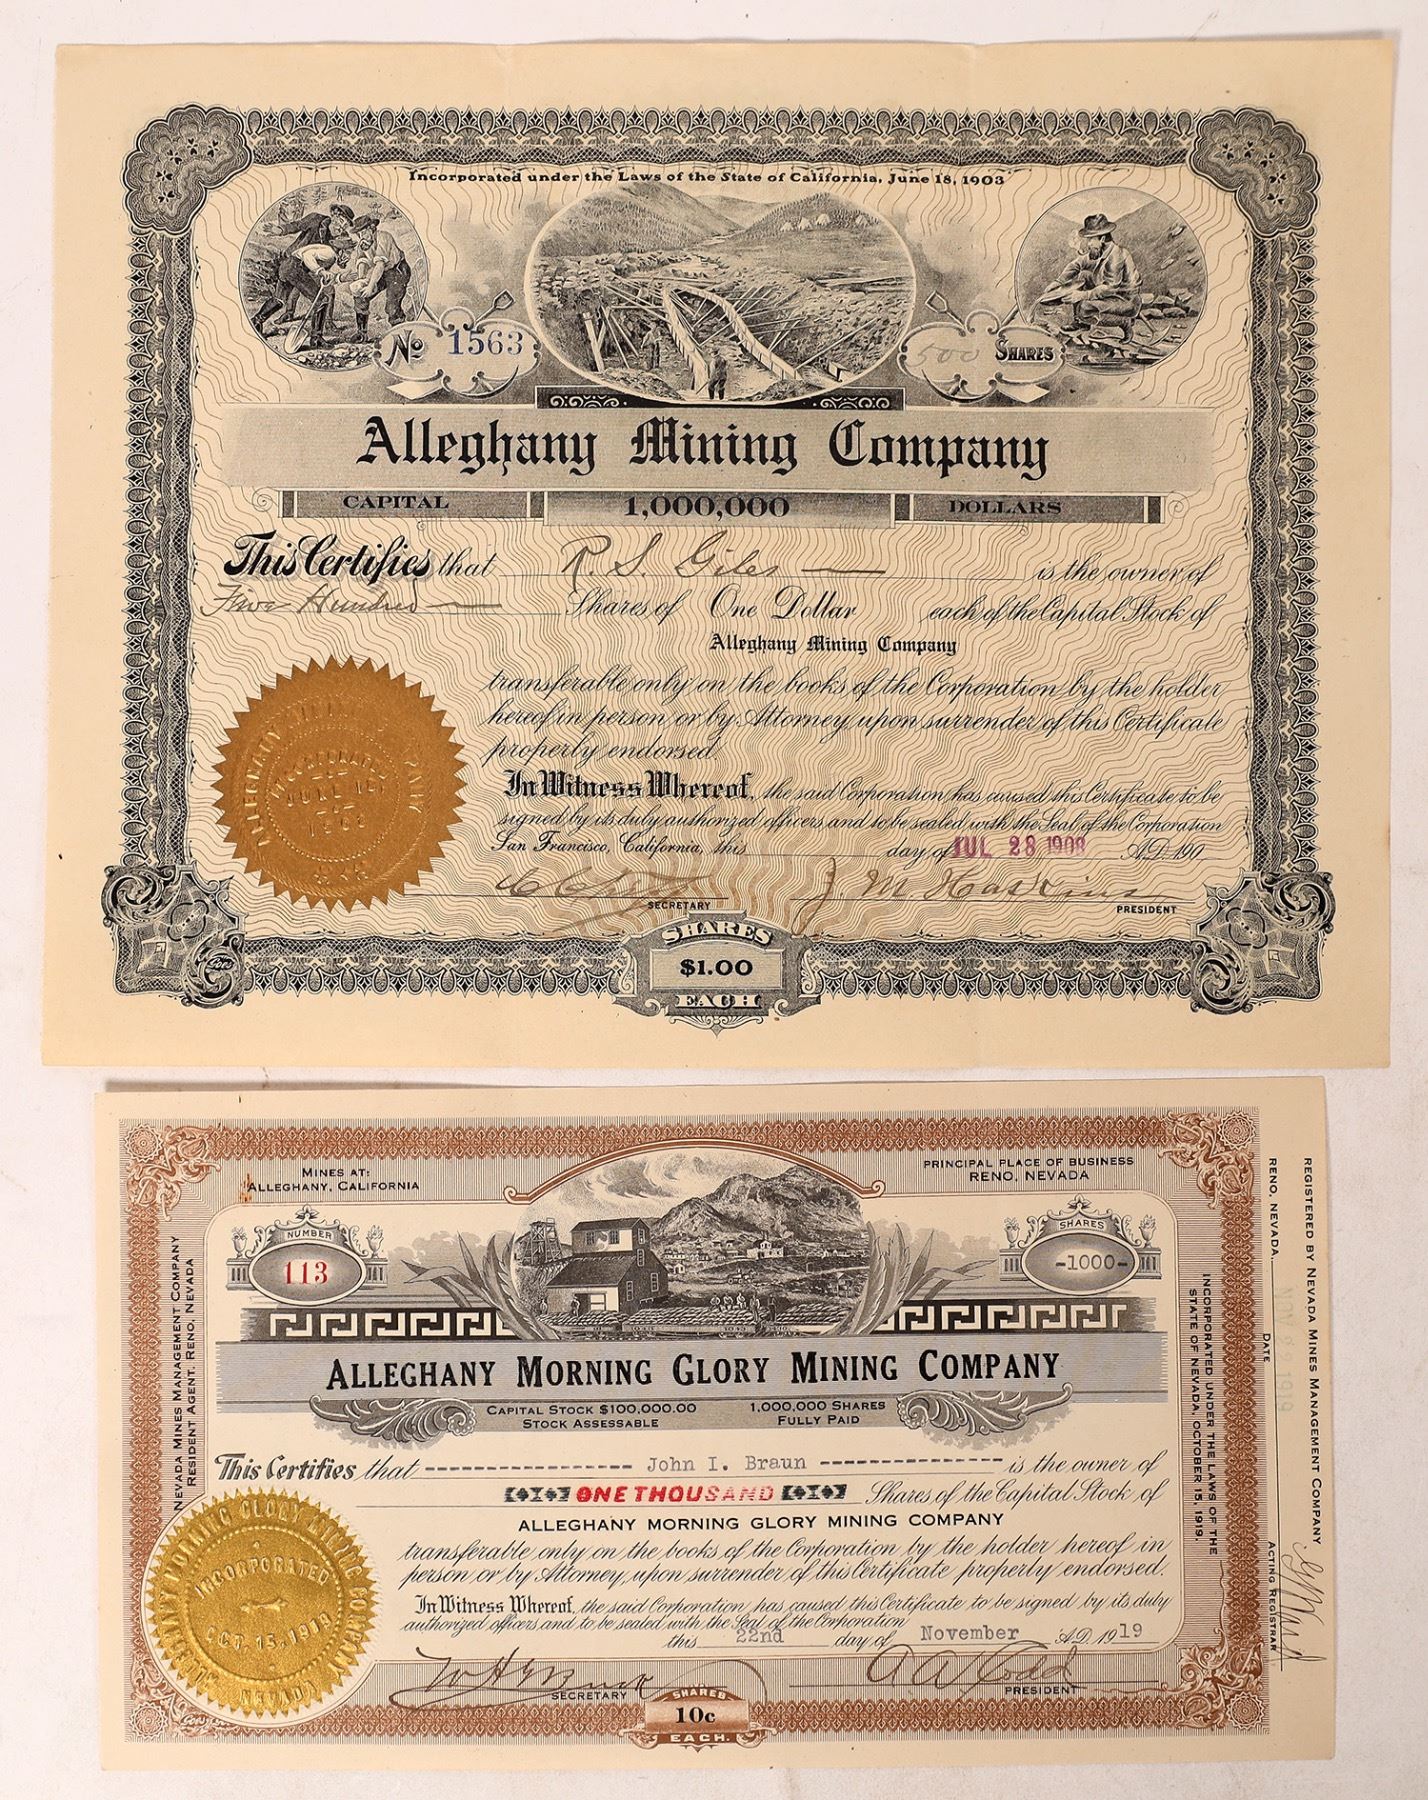 Incorporated under the Laws of the State of California, June 18, 1903
No 1563
500 SHARES
Alleghany Mining Company
CAPITAL 1,000,000 DOLLARS
This Certifies that R. S. Giles is the owner of
Five Hundred Shares of One Dollar each of the Capital Stock of
Alleghany Mining Company
transferable only on the books of the Corporation by the holder
hereof in person or by Attorney upon surrender of this Certificate
properly endorsed.
In Witness Whereof, the said Corporation has caused this Certificate to be
signed by its duly authorized officers and to be sealed with the Seal of the Corporation
San Francisco, California, this day of JUL 28 1908 A.D. 190
J. M. Haskins
SECRETARY
PRESIDENT
SHARES
$1.00
EACH
MINES AT:
ALLEGHANY, CALIFORNIA
PRINCIPAL PLACE OF BUSINESS
RENO, NEVADA
NUMBER
113
SHARES
-1000-
ALLEGHANY MORNING GLORY MINING COMPANY
CAPITAL STOCK $100,000.00 1,000,000 SHARES
STOCK ASSESSABLE FULLY PAID
This Certifies that John I. Braun is the owner of
ONE THOUSAND Shares of the Capital Stock of
ALLEGHANY MORNING GLORY MINING COMPANY
transferable only on the books of the Corporation by the holder hereof in
person or by Attorney, upon surrender of this Certificate properly endorsed.
In Witness Whereof, the said Corporation has caused this Certificate to be signed by its duly
authorized officers and to be sealed with the Seal of the Corporation
this 22nd day of November A.D. 1919
SECRETARY
PRESIDENT
SHARES
10c
EACH
ALLEGHANY MORNING GLORY MINING COMPANY
INCORPORATED
OCT. 15, 1919
NEVADA
NEVADA MINES MANAGEMENT COMPANY
RESIDENT AGENT. RENO, NEVADA
INCORPORATED UNDER THE LAWS OF THE
STATE OF NEVADA, OCTOBER 15, 1919.
REGISTERED BY NEVADA MINES MANAGEMENT COMPANY.
RENO, NEVADA. DATE ACTING REGISTRAR